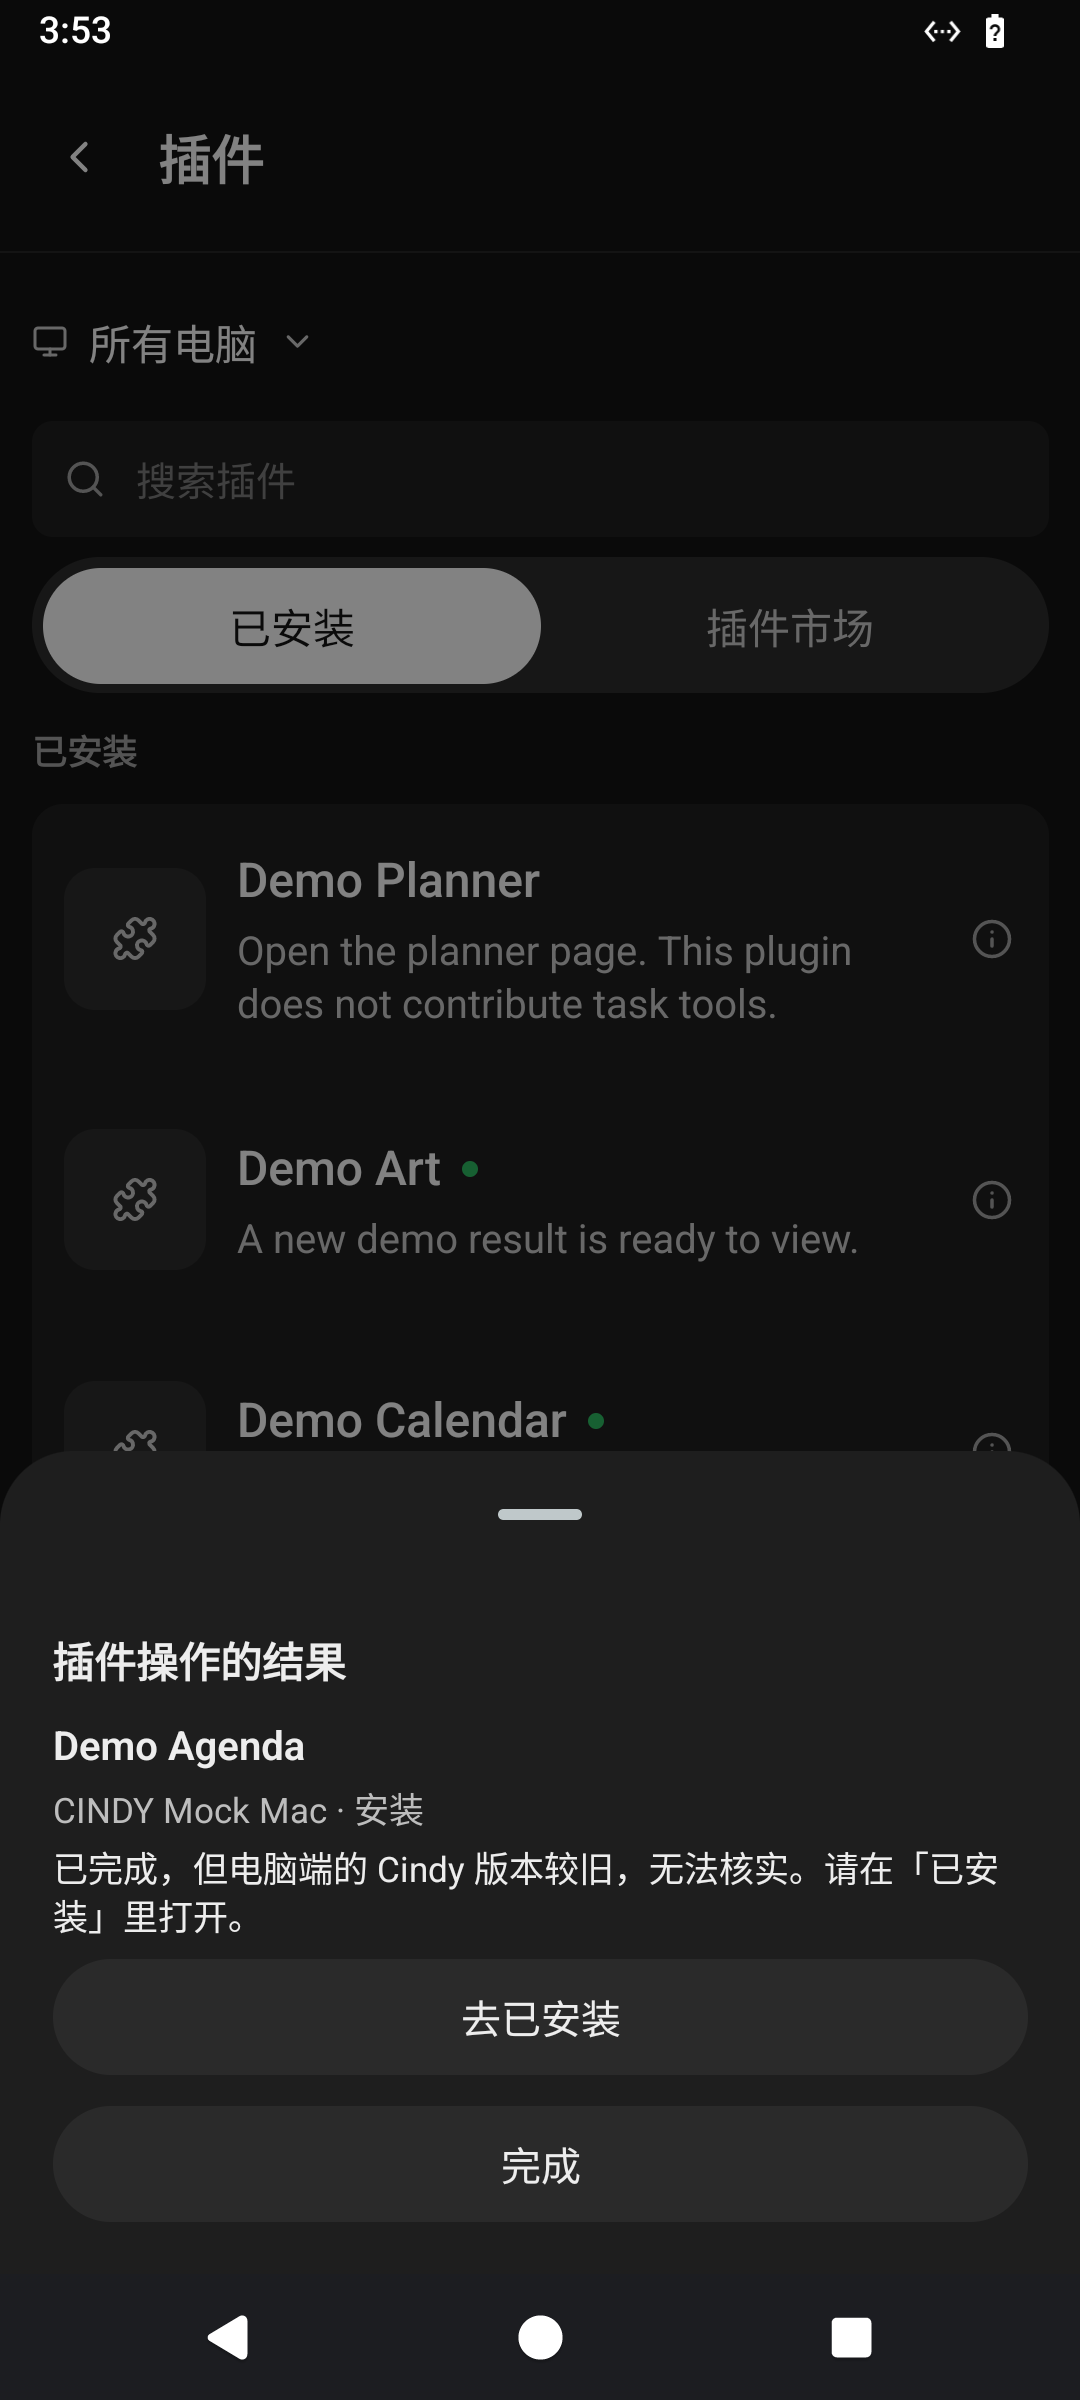 3:53
插件
所有电脑
搜索插件
已安装
插件市场
已安装
Demo Planner
Open the planner page. This plugin
does not contribute task tools.
Demo Art
A new demo result is ready to view.
Demo Calendar
插件操作的结果
Demo Agenda
CINDY Mock Mac · 安装
已完成，但电脑端的 Cindy 版本较旧，无法核实。请在「已安
装」里打开。
去已安装
完成